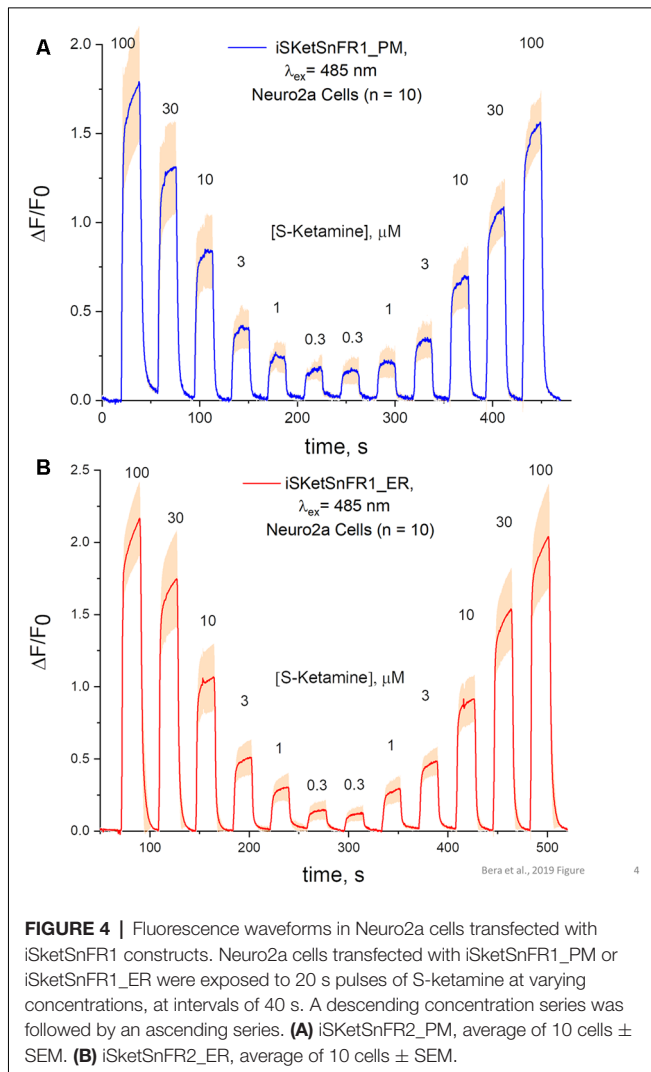 A
iSKetSnFR1_PM,
λex= 485 nm
Neuro2a Cells (n = 10)
100
30
10
3
1
0.3
0.3
1
3
10
30
100
[S-Ketamine], μM
ΔF/F0
2.0
1.5
1.0
0.5
0.0
0 100 200 300 400
time, s
B
iSKetSnFR1_ER,
λex= 485 nm
Neuro2a Cells (n = 10)
100
30
10
3
1
0.3
0.3
1
3
10
30
100
[S-Ketamine], μM
ΔF/F0
2.5
2.0
1.5
1.0
0.5
0.0
100 200 300 400 500
time, s
Bera et al., 2019 Figure 4
FIGURE 4 | Fluorescence waveforms in Neuro2a cells transfected with
iSketSnFR1 constructs. Neuro2a cells transfected with iSketSnFR1_PM or
iSketSnFR1_ER were exposed to 20 s pulses of S-ketamine at varying
concentrations, at intervals of 40 s. A descending concentration series was
followed by an ascending series. (A) iSKetSnFR2_PM, average of 10 cells ±
SEM. (B) iSketSnFR2_ER, average of 10 cells ± SEM.